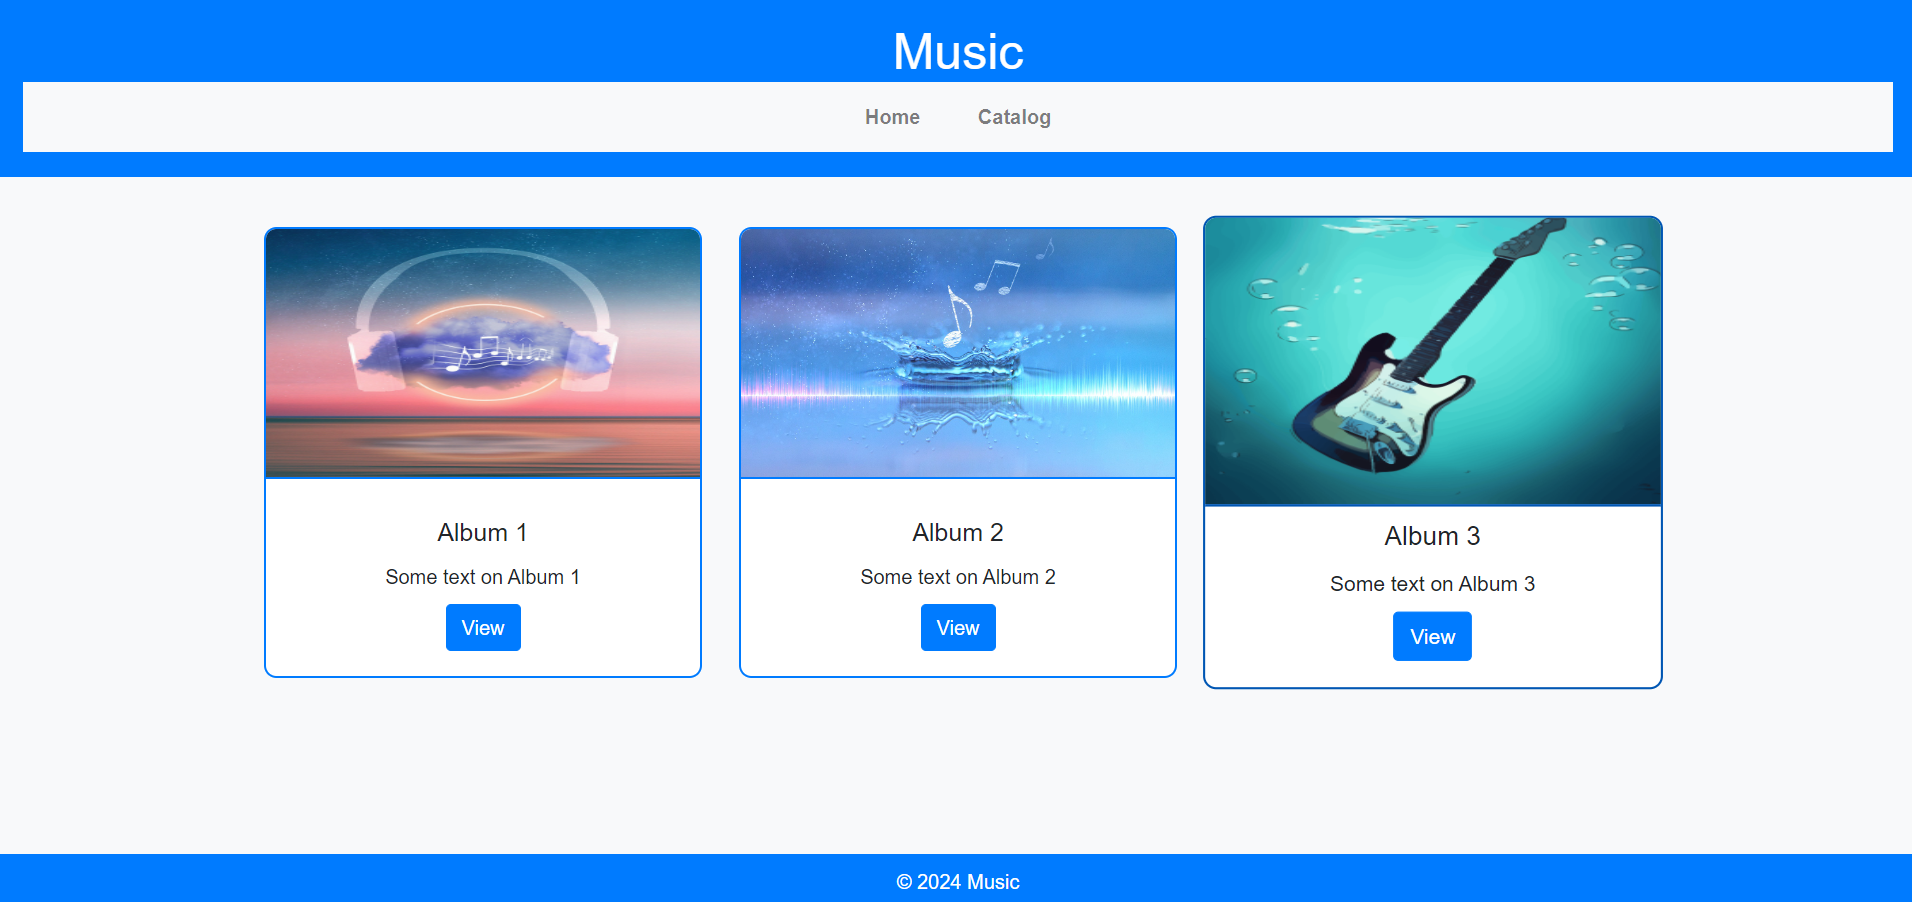 Music
Home Catalog
Album 1
Some text on Album 1
View
Album 2
Some text on Album 2
View
Album 3
Some text on Album 3
View
© 2024 Music